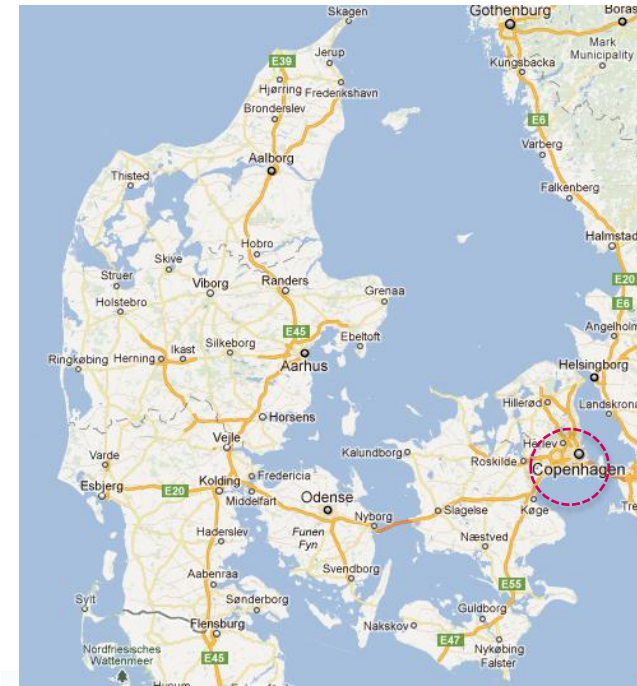 Skagen
Gothenburg
Borås
Mark
Municipality
Kungsbacka
Jerup
E39
Hjørring
Frederikshavn
Brønderslev
E6
Varberg
Aalborg
Thisted
Falkenberg
Halmstad
Hobro
Skive
Struer
Viborg
Randers
Grenaa
E20
E6
Holstebro
Angelholm
E45
Ebeltoft
Silkeborg
Ikast
Ringkøbing
Herning
Aarhus
Helsingborg
Hillerød
Landskrona
Horsens
Vejle
Herlev
Kalundborg
Varde
Roskilde
Copenhagen
Esbjerg
E20
Kolding
Fredericia
Middelfart
Odense
Nyborg
Slagelse
Køge
Tre
Haderslev
Funen
Fyn
Næstved
Aabenraa
Svendborg
E55
Sylt
Sønderborg
Guldborg
Flensburg
Nakskov
E47
Nykøbing
Falster
Nordfriesisches
Wattenmeer
E45
Husum